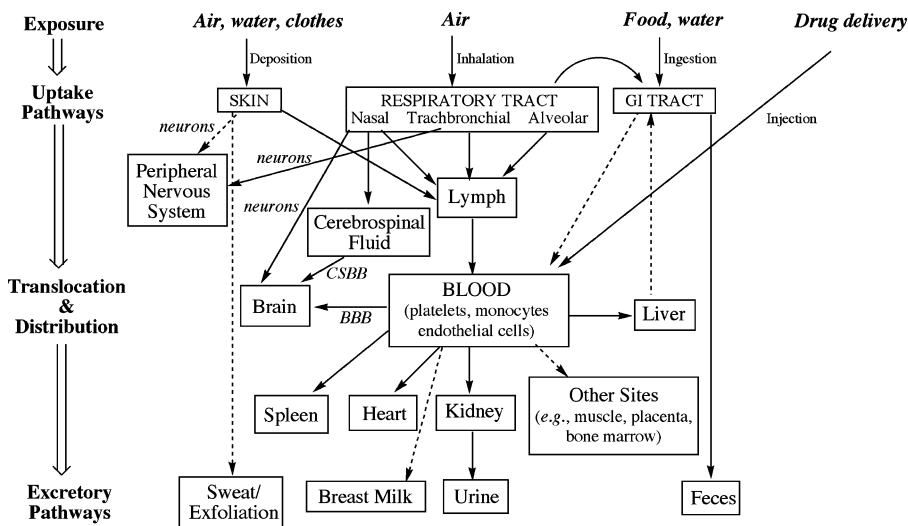 Exposure
Air, water, clothes
Air
Food, water
Drug delivery
Deposition
Inhalation
Ingestion
Uptake
Pathways
SKIN
RESPIRATORY TRACT
Nasal Trachbronchial Alveolar
GI TRACT
Injection
neurons
neurons
neurons
Peripheral
Nervous
System
Lymph
Cerebrospinal
Fluid
CSBB
Translocation
&
Distribution
Brain
BBB
BLOOD
(platelets, monocytes
endothelial cells)
Liver
Spleen
Heart
Kidney
Other Sites
(e.g., muscle, placenta,
bone marrow)
Excretory
Pathways
Sweat/
Exfoliation
Breast Milk
Urine
Feces